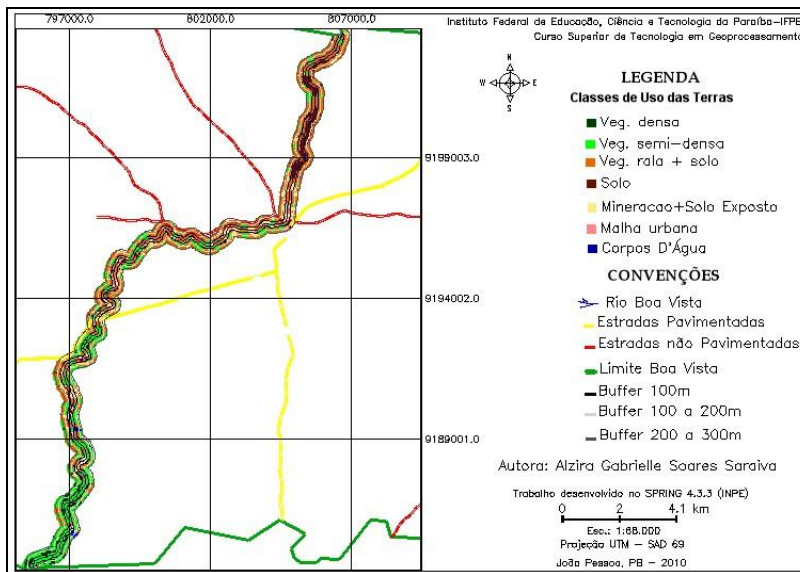 797000.0 802000.0 807000.0
9199003.0
9194002.0
9189001.0
Instituto Federal de Educação, Ciência e Tecnologia da Paraíba-IFPB
Curso Superior de Tecnologia em Geoprocessamento
N
W E
S
LEGENDA
Classes de Uso das Terras
Veg. densa
Veg. semi-densa
Veg. rala + solo
Solo
Mineracao+Solo Exposto
Malha urbana
Corpos D'Água
CONVENÇÕES
Rio Boa Vista
Estradas Pavimentadas
Estradas não Pavimentadas
Limite Boa Vista
Buffer 100m
Buffer 100 a 200m
Buffer 200 a 300m
Autora: Alzira Gabrielle Soares Saraiva
Trabalho desenvolvido no SPRING 4.3.3 (INPE)
0 2 4.1 km
Esc.: 1:68.000
Projeção UTM - SAD 69
João Pessoa, PB - 2010